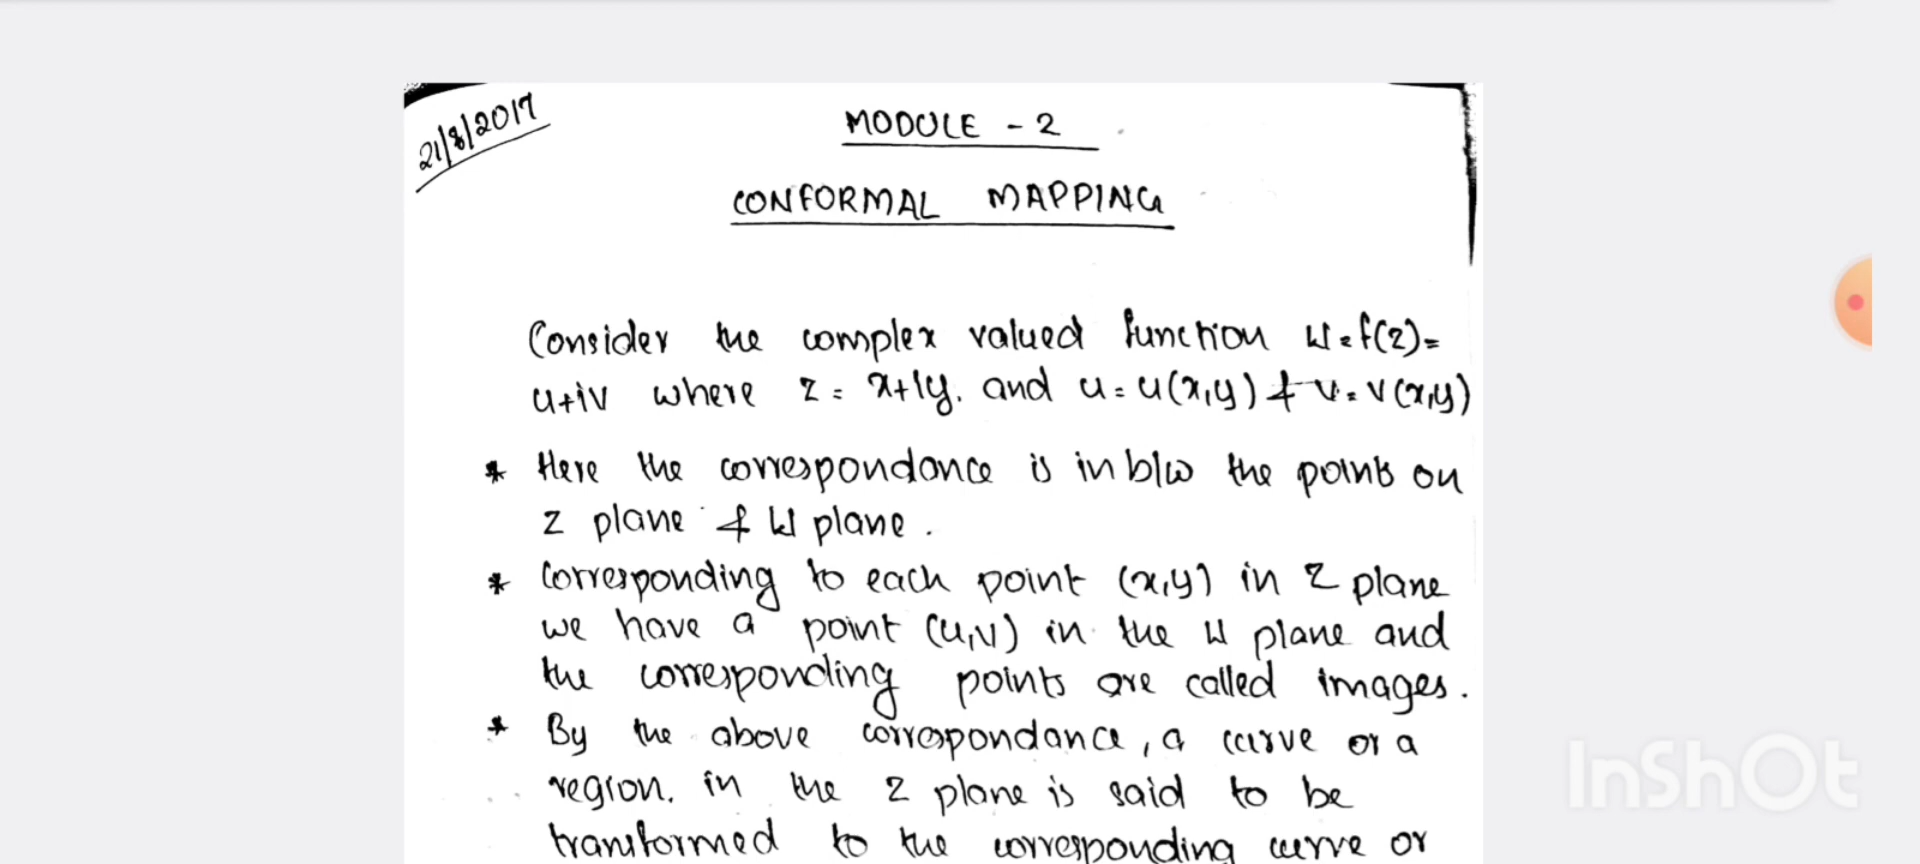 21/8/2017
MODULE - 2
CONFORMAL MAPPING
Consider the complex valued function W = f(z) =
u+iv where z = x+iy. and u = u(x,y) & v = v(x,y)
* Here the correspondance is in b/w the points on
z plane & W plane.
* Corresponding to each point (x,y) in z plane
we have a point (u,v) in the W plane and
the corresponding points are called images.
* By the above correspondance, a curve or a
region. in the z plane is said to be
transformed to the corresponding curve or
InShOt